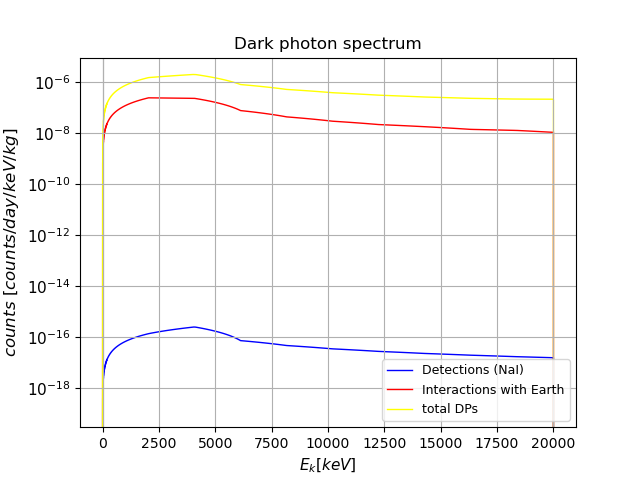 Dark photon spectrum
counts [counts/day/keV/kg]
10⁻⁶
10⁻⁸
10⁻¹⁰
10⁻¹²
10⁻¹⁴
10⁻¹⁶
10⁻¹⁸
Detections (NaI)
Interactions with Earth
total DPs
0 2500 5000 7500 10000 12500 15000 17500 20000
Eₖ[keV]